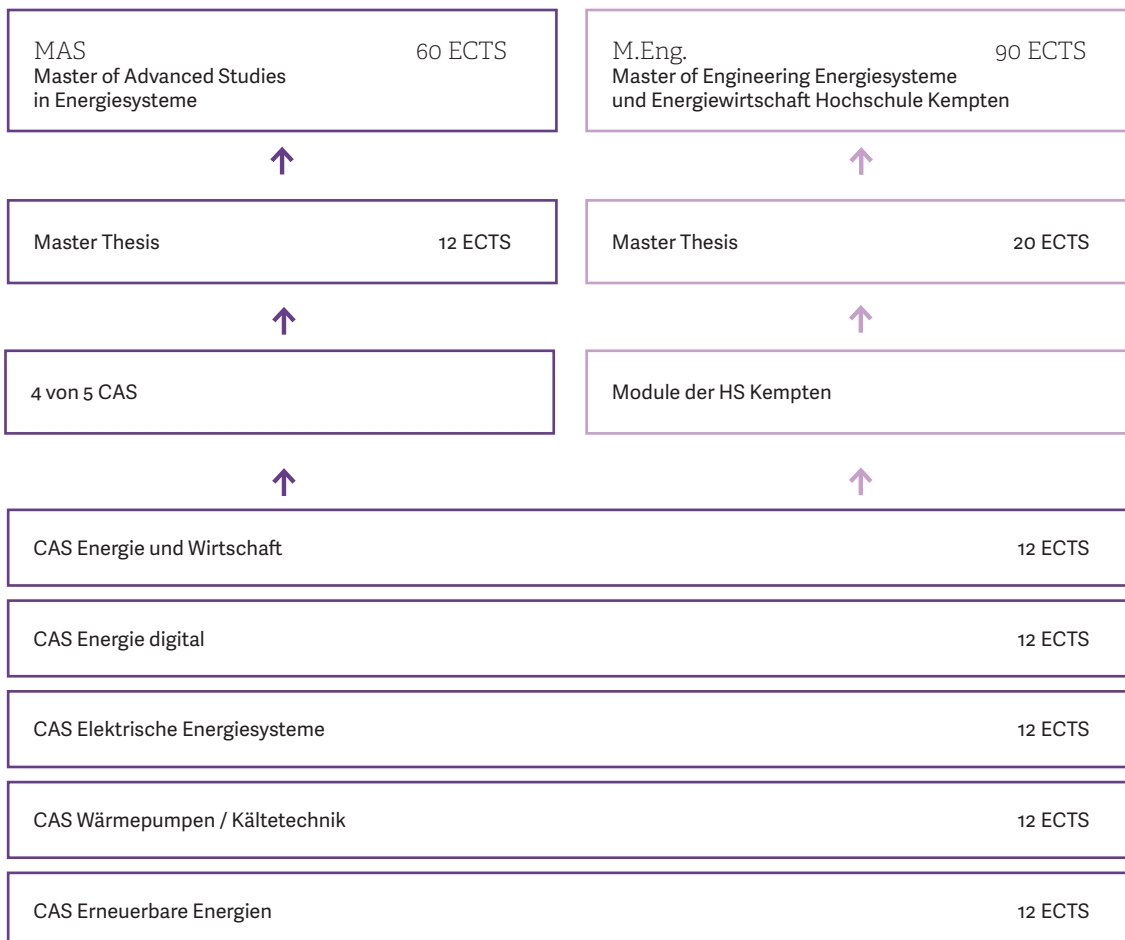 MAS 60 ECTS
Master of Advanced Studies
in Energiesysteme
M.Eng. 90 ECTS
Master of Engineering Energiesysteme
und Energiewirtschaft Hochschule Kempten
Master Thesis 12 ECTS
Master Thesis 20 ECTS
4 von 5 CAS
Module der HS Kempten
CAS Energie und Wirtschaft 12 ECTS
CAS Energie digital 12 ECTS
CAS Elektrische Energiesysteme 12 ECTS
CAS Wärmepumpen / Kältetechnik 12 ECTS
CAS Erneuerbare Energien 12 ECTS